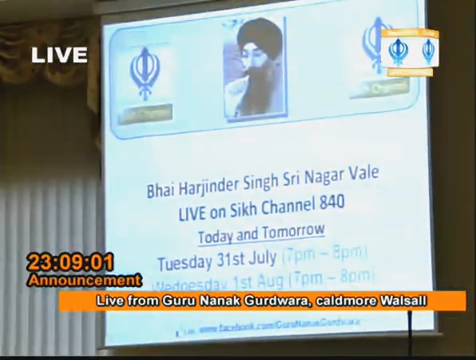 LIVE
Bhai Harjinder Singh Sri Nagar Vale
LIVE on Sikh Channel 840
Today and Tomorrow
Tuesday 31st July (7pm – 8pm)
Wednesday 1st Aug (7pm – 8pm)
23:09:01
Announcement
Live from Guru Nanak Gurdwara, caldmore Walsall
www.facebook.com/GuruNanakGurdwara